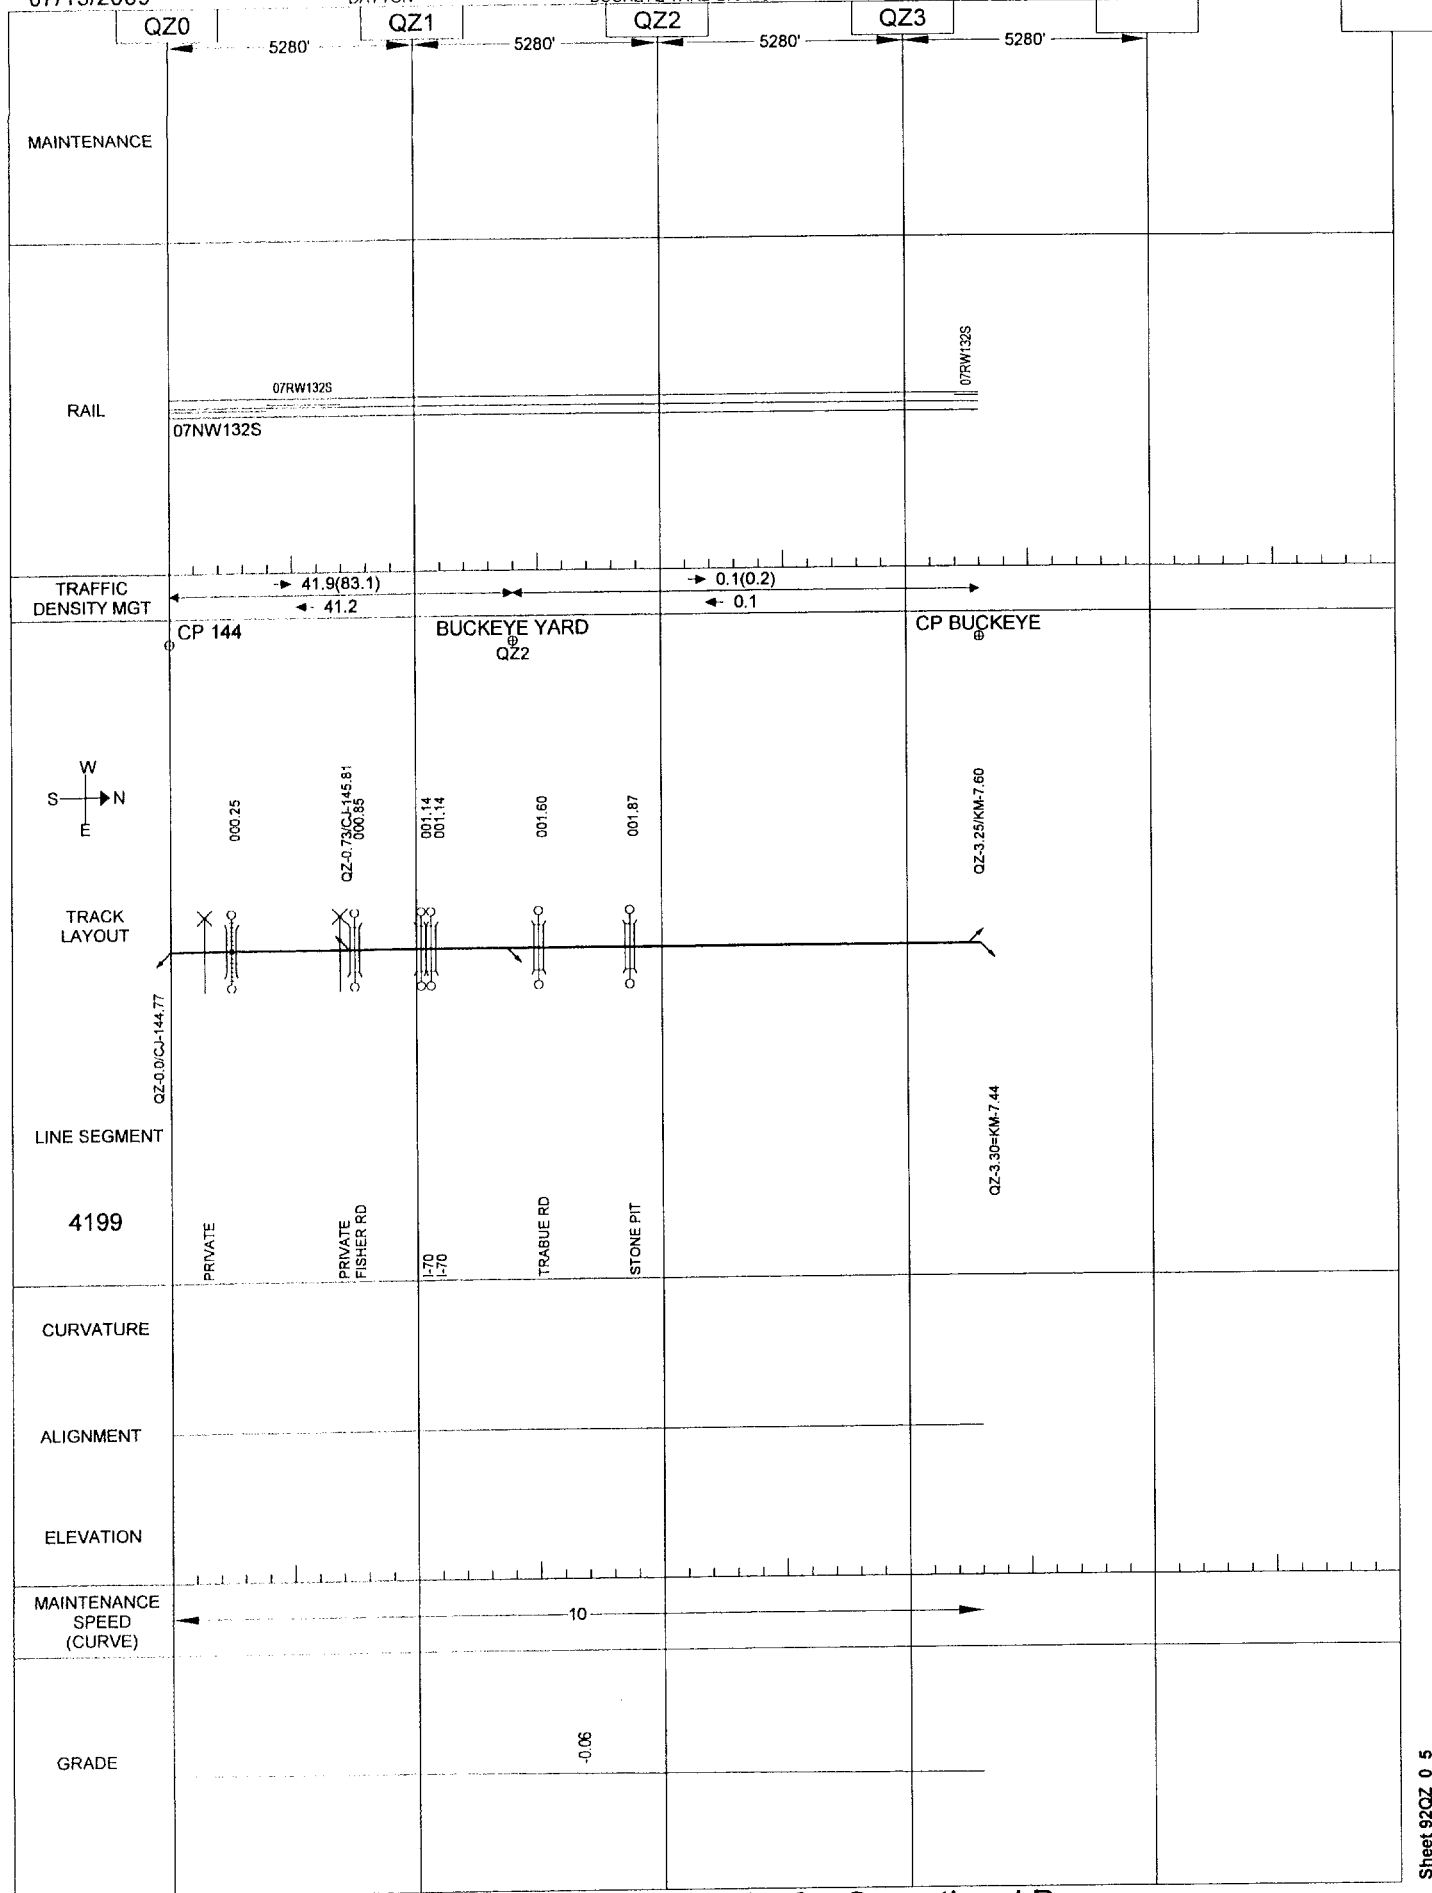 QZ0
QZ1
QZ2
QZ3
5280'
5280'
5280'
5280'
MAINTENANCE
RAIL
07RW132S
07RW132S
07NW132S
TRAFFIC
DENSITY MGT
41.9(83.1)
41.2
0.1(0.2)
0.1
CP 144
BUCKEYE YARD
QZ2
CP BUCKEYE
W
S
N
E
000.25
QZ-0.73/CJ-145.81
000.85
001.14
001.14
001.60
001.87
QZ-3.25/KM-7.60
TRACK
LAYOUT
QZ-0.0/CJ-144.77
QZ-3.30=KM-7.44
LINE SEGMENT
4199
PRIVATE
PRIVATE
FISHER RD
I-70
I-70
TRABUE RD
STONE PIT
CURVATURE
ALIGNMENT
ELEVATION
MAINTENANCE
SPEED
(CURVE)
10
GRADE
-0.06
Sheet 92QZ 0 5